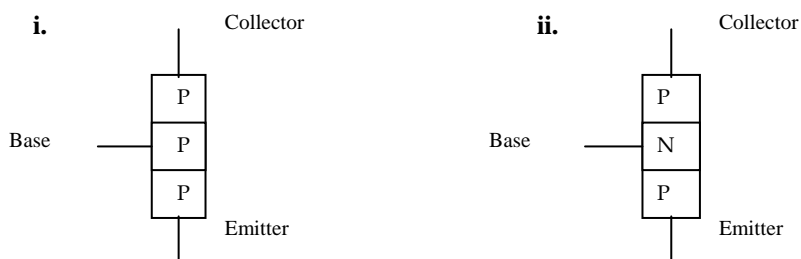 i. Collector ii. Collector
P P
Base P Base N
P P
Emitter Emitter